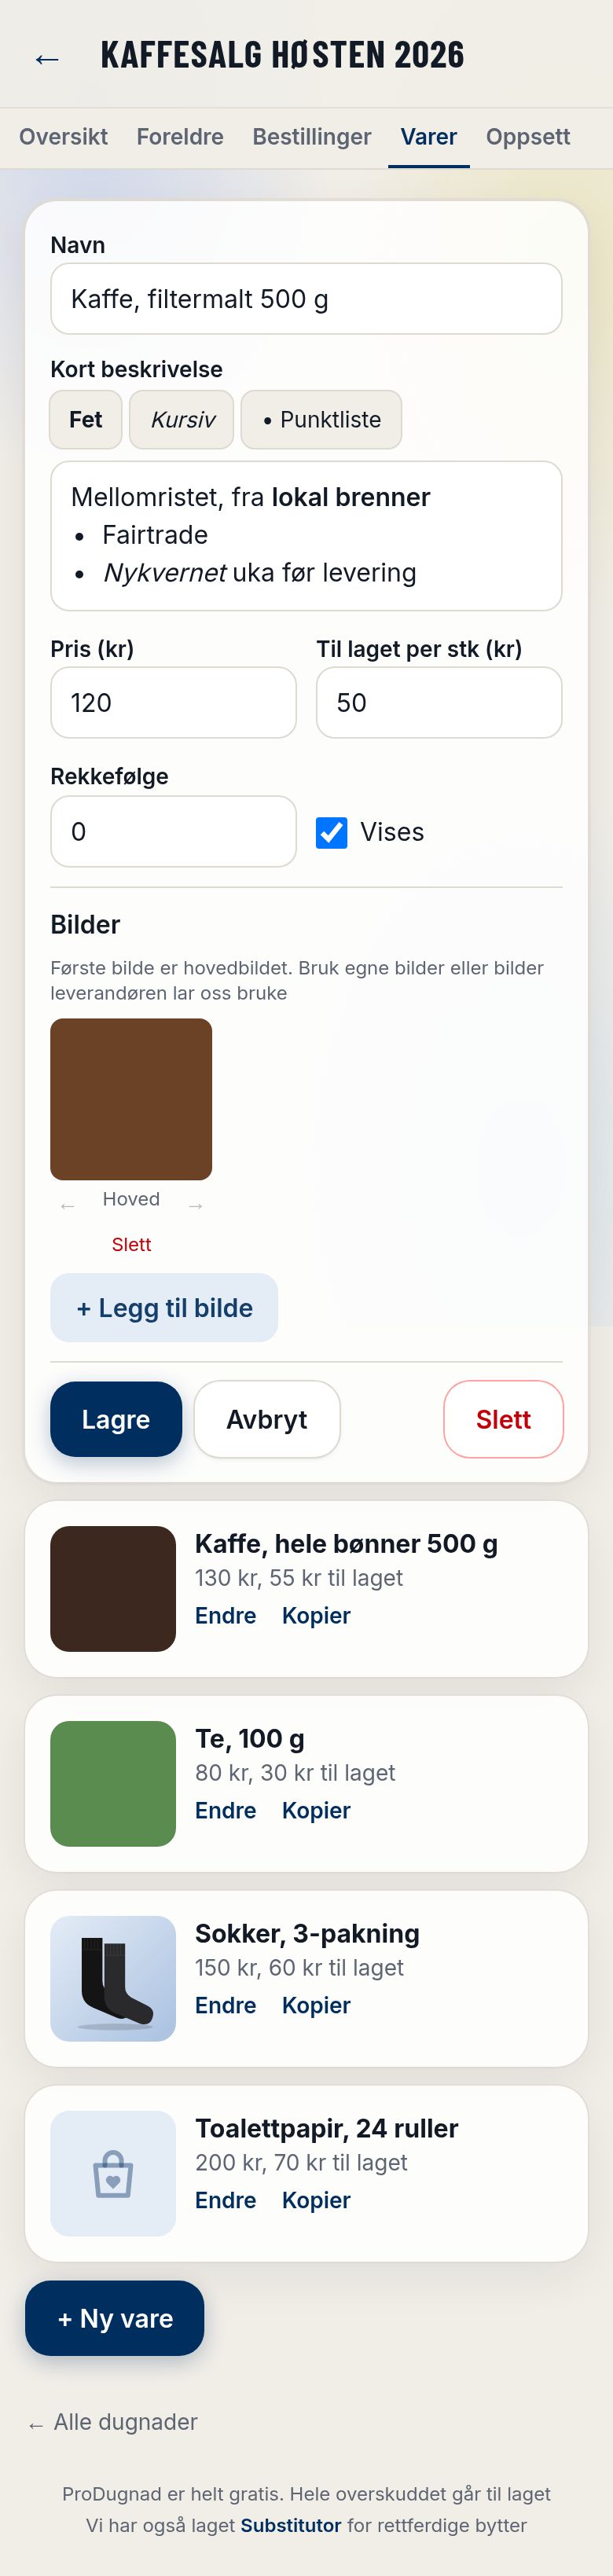 ← KAFFESALG HØSTEN 2026
Oversikt Foreldre Bestillinger Varer Oppsett
Navn
Kaffe, filtermalt 500 g
Kort beskrivelse
Fet Kursiv • Punktliste
Mellomristet, fra lokal brenner
• Fairtrade
• Nykvernet uka før levering
Pris (kr) Til laget per stk (kr)
120 50
Rekkefølge
0 Vises
Bilder
Første bilde er hovedbildet. Bruk egne bilder eller bilder
leverandøren lar oss bruke
← Hoved →
Slett
+ Legg til bilde
Lagre Avbryt Slett
Kaffe, hele bønner 500 g
130 kr, 55 kr til laget
Endre Kopier
Te, 100 g
80 kr, 30 kr til laget
Endre Kopier
Sokker, 3-pakning
150 kr, 60 kr til laget
Endre Kopier
Toalettpapir, 24 ruller
200 kr, 70 kr til laget
Endre Kopier
+ Ny vare
← Alle dugnader
ProDugnad er helt gratis. Hele overskuddet går til laget
Vi har også laget Substitutor for rettferdige bytter